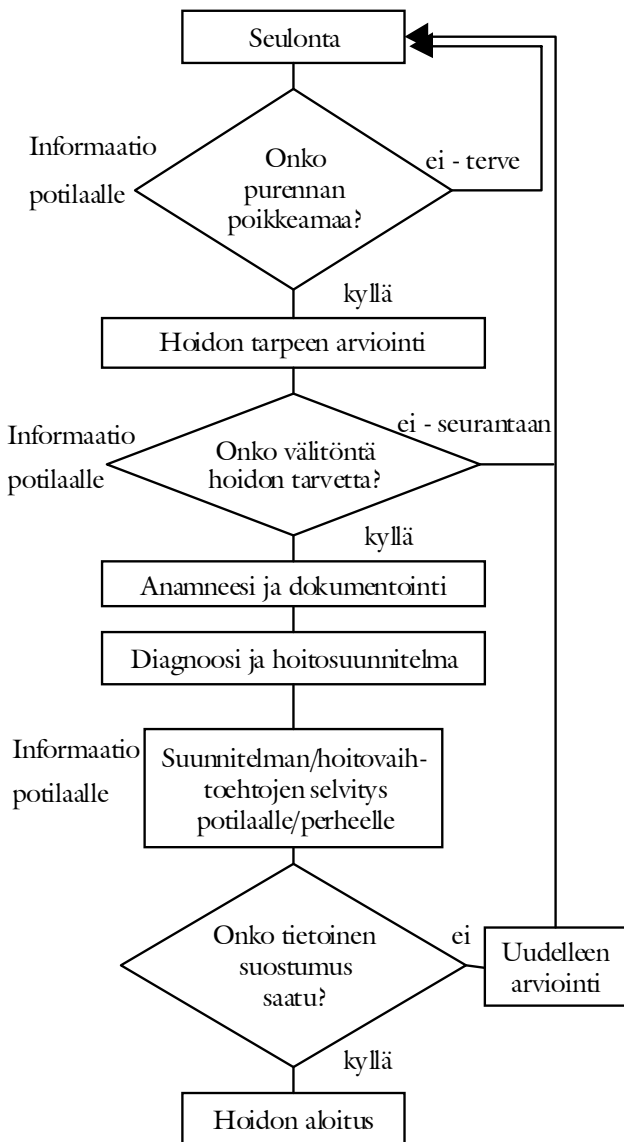 Seulonta
Informaatio
potilaalle
Onko
purennan
poikkeamaa?
ei - terve
kyllä
Hoidon tarpeen arviointi
Informaatio
potilaalle
Onko välitöntä
hoidon tarvetta?
ei - seurantaan
kyllä
Anamneesi ja dokumentointi
Diagnoosi ja hoitosuunnitelma
Informaatio
potilaalle
Suunnitelman/hoitovaih-
toehtojen selvitys
potilaalle/perheelle
Onko tietoinen
suostumus
saatu?
ei
Uudelleen
arviointi
kyllä
Hoidon aloitus